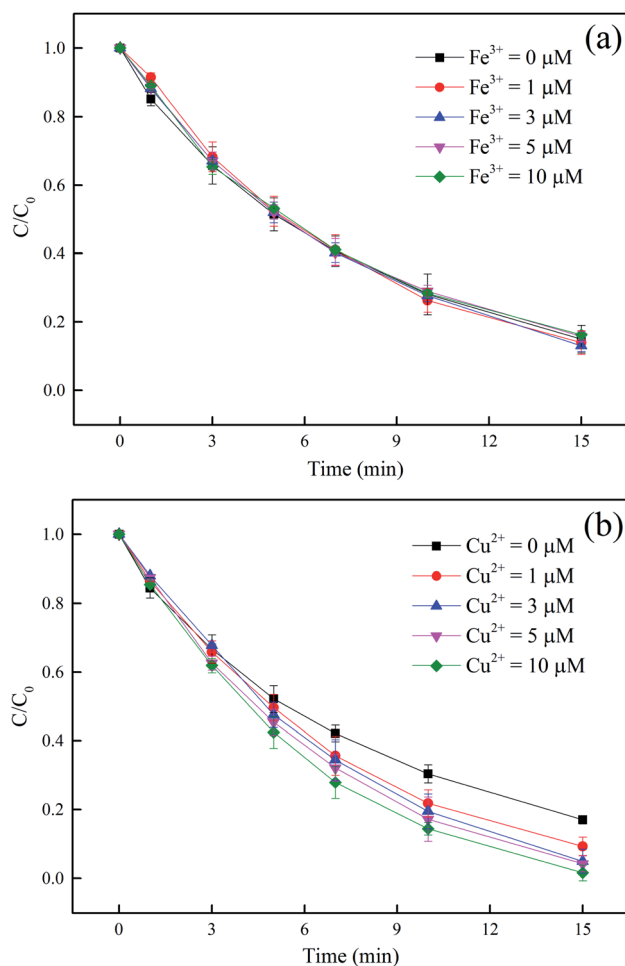 (a)
Fe³⁺ = 0 μM
Fe³⁺ = 1 μM
Fe³⁺ = 3 μM
Fe³⁺ = 5 μM
Fe³⁺ = 10 μM
1.0
0.8
0.6
0.4
0.2
0.0
C/C₀
0 3 6 9 12 15
Time (min)
(b)
Cu²⁺ = 0 μM
Cu²⁺ = 1 μM
Cu²⁺ = 3 μM
Cu²⁺ = 5 μM
Cu²⁺ = 10 μM
1.0
0.8
0.6
0.4
0.2
0.0
C/C₀
0 3 6 9 12 15
Time (min)